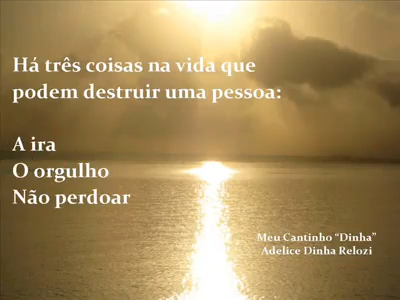 Há três coisas na vida que
podem destruir uma pessoa:
A ira
O orgulho
Não perdoar
Meu Cantinho “Dinha”
Adelice Dinha Relozi